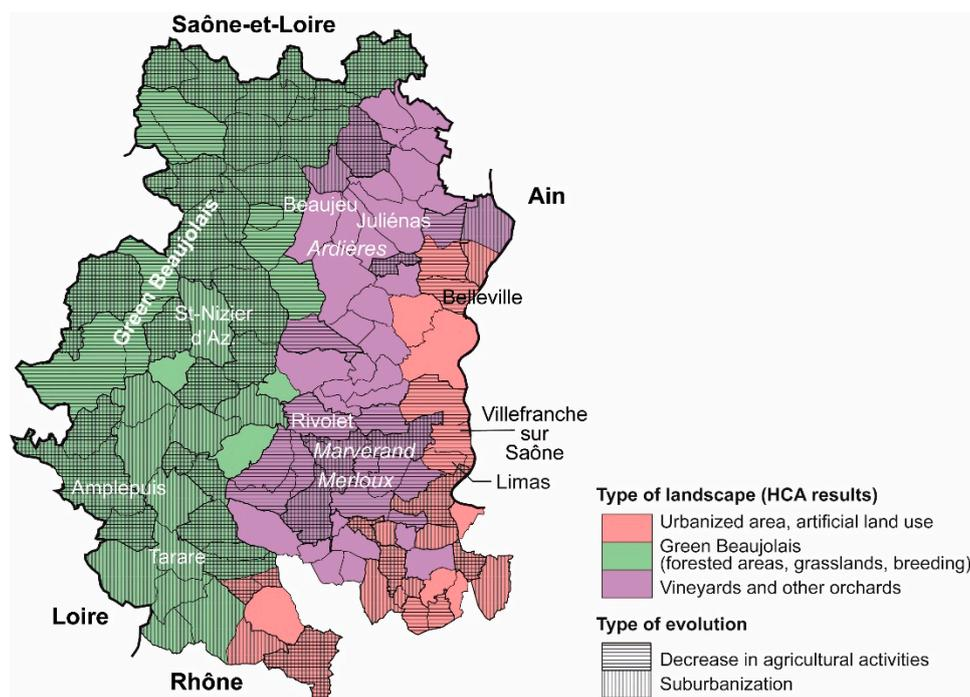 Saône-et-Loire
Ain
Beaujeu
Juliénas
Ardières
Green Beaujolais
Belleville
St-Nizier
d'Az.
Villefranche
sur
Saône
Rivolet
Marverand
Merloux
Limas
Amplepuis
Tarare
Loire
Rhône
Type of landscape (HCA results)
Urbanized area, artificial land use
Green Beaujolais
(forested areas, grasslands, breeding)
Vineyards and other orchards
Type of evolution
Decrease in agricultural activities
Suburbanization